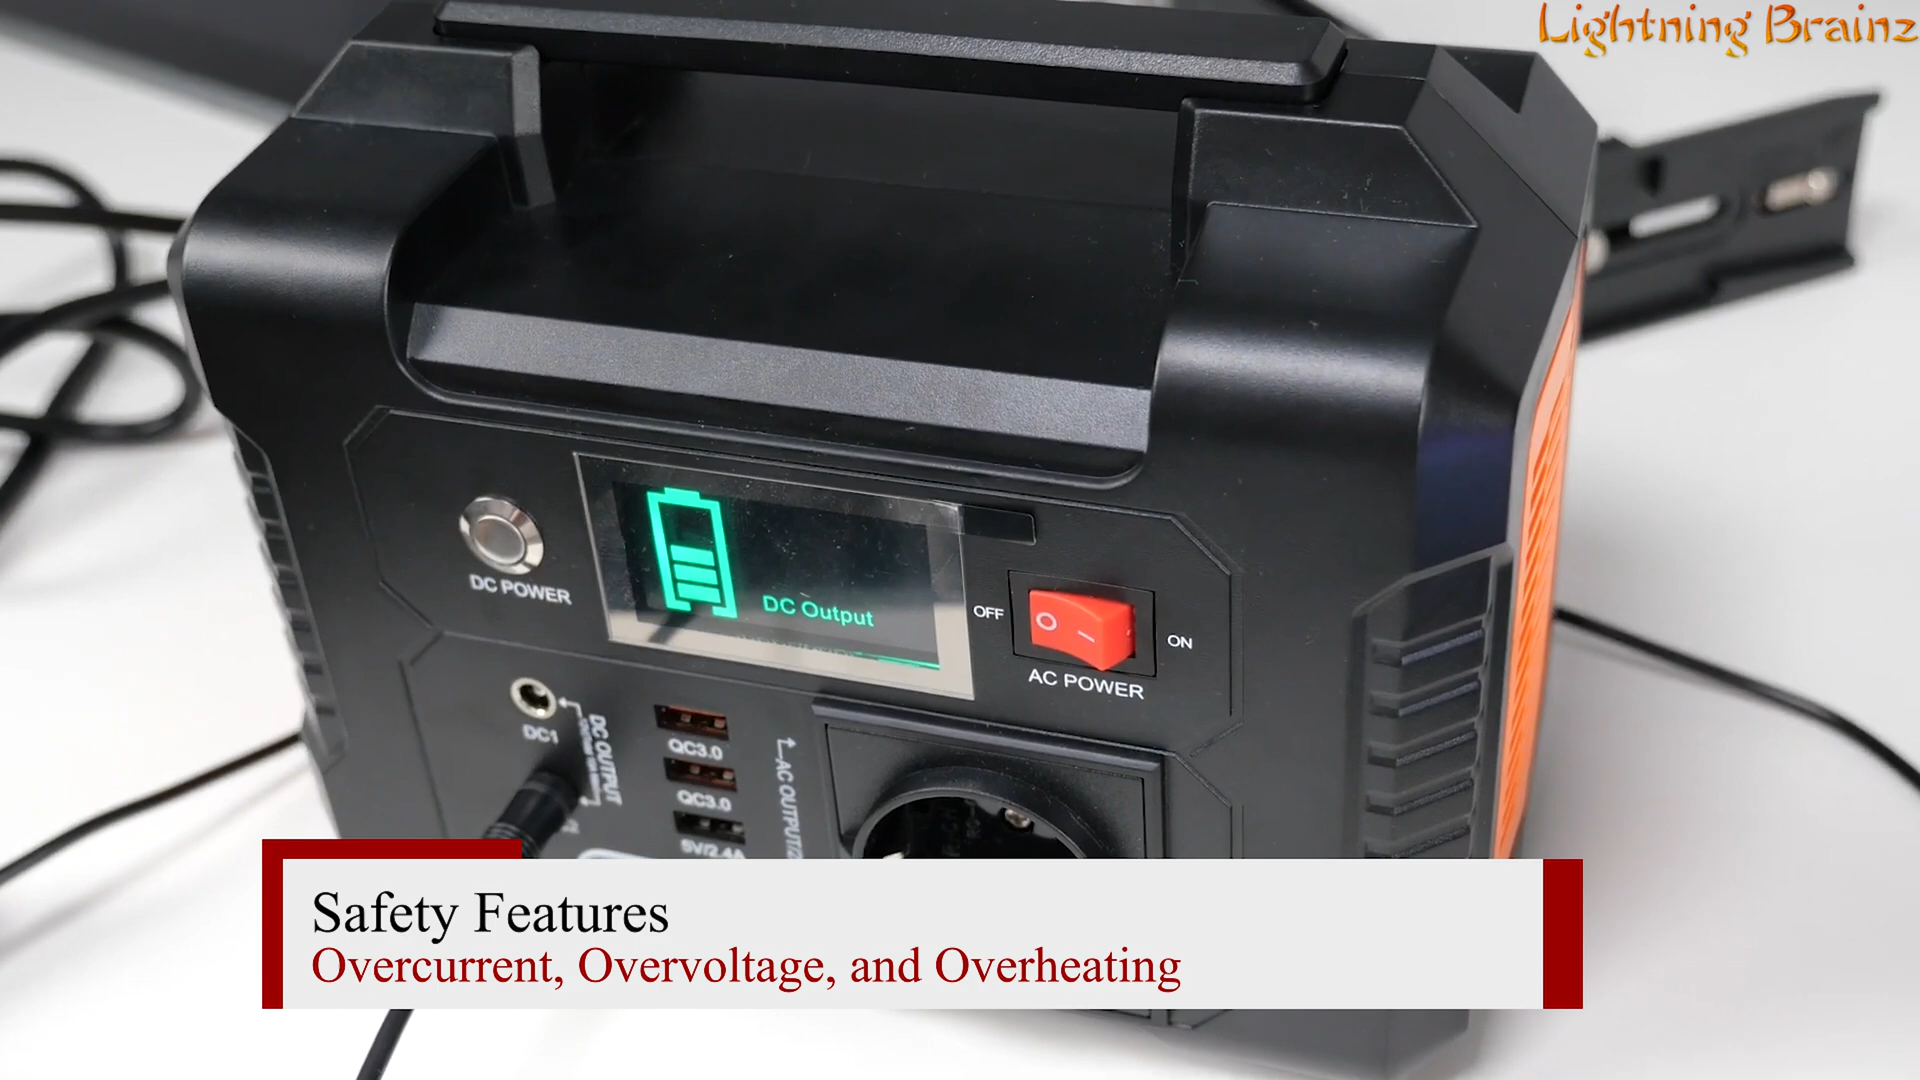 Lightning Brainz
DC POWER
DC Output
OFF
ON
AC POWER
DC1
DC OUTPUT
QC3.0
QC3.0
5V/2.4A
AC OUTPUT
Safety Features
Overcurrent, Overvoltage, and Overheating